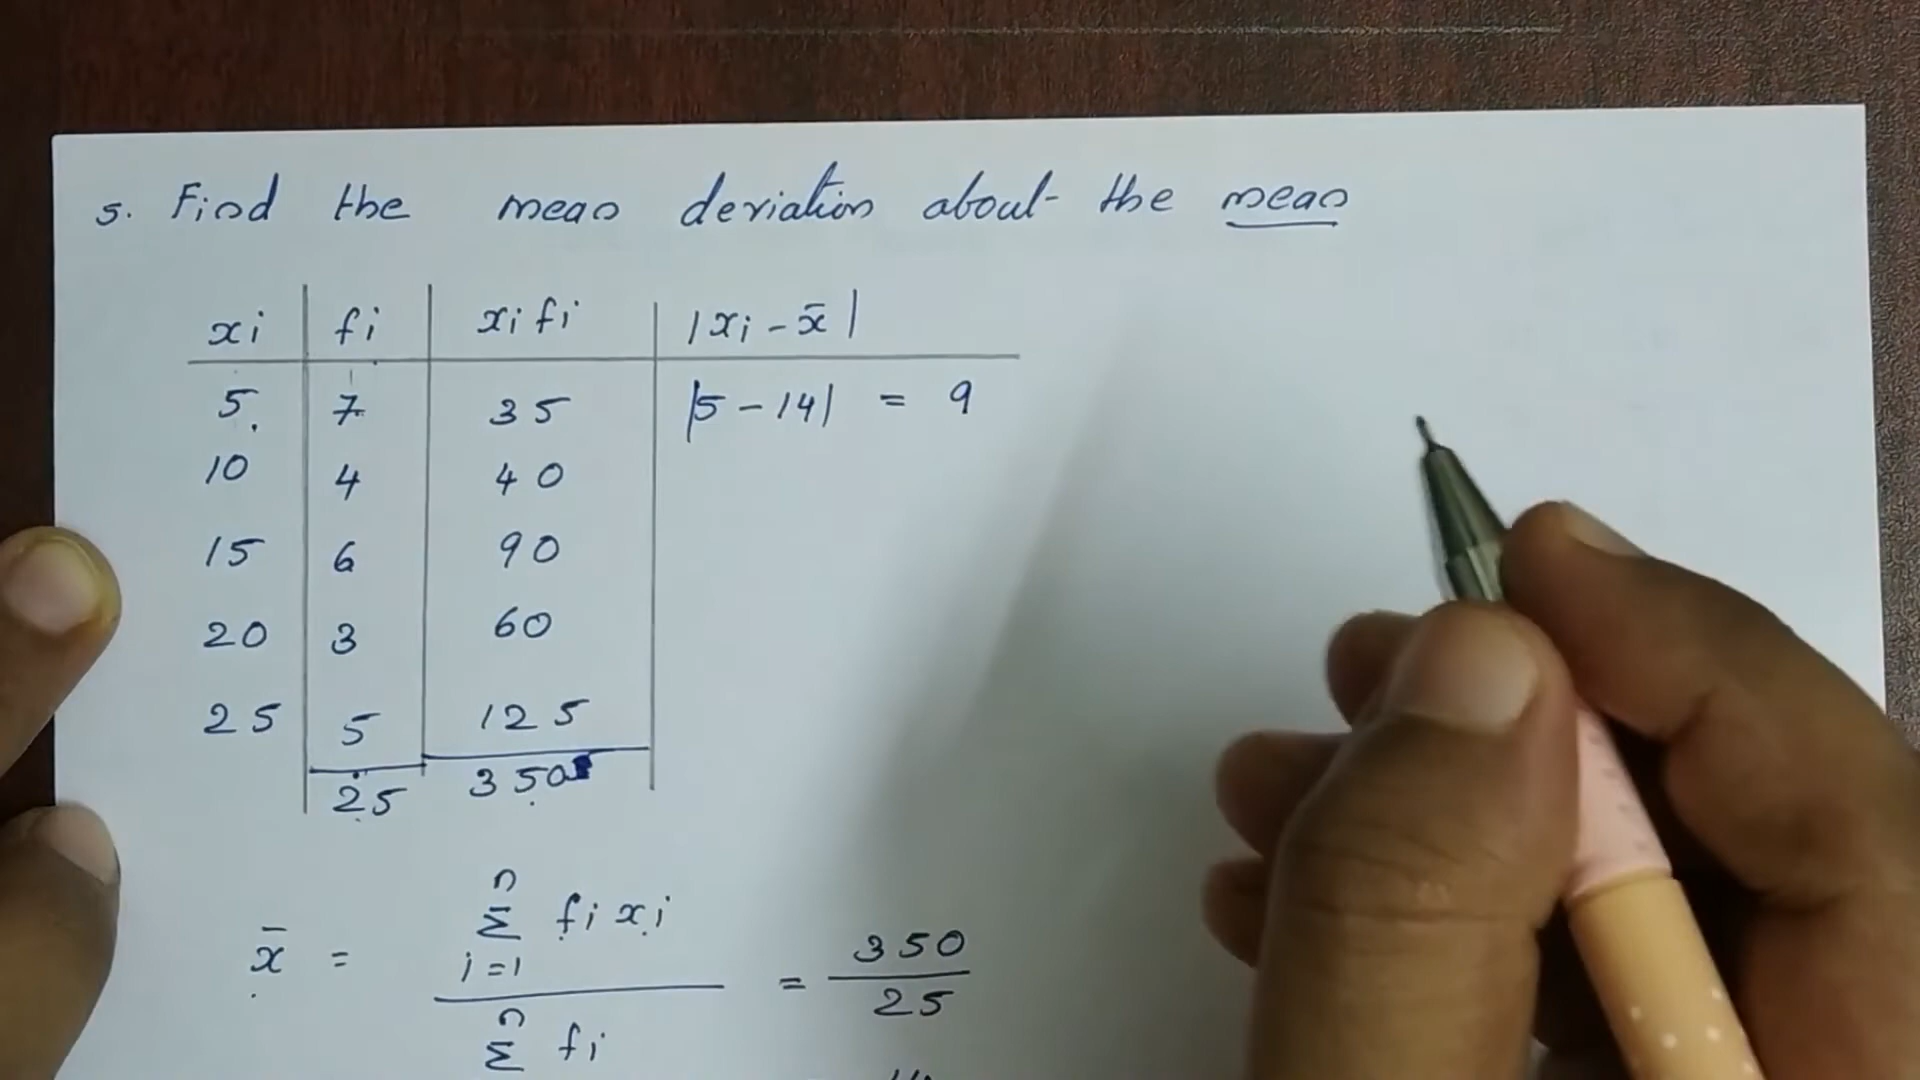 5. Find the mean deviation about the mean
xi fi xifi |xi - x̄|
5 7 35 |5 - 14| = 9
10 4 40
15 6 90
20 3 60
25 5 125
25 350
x̄ = n Σ i=1 fi xi = 350
n Σ fi 25